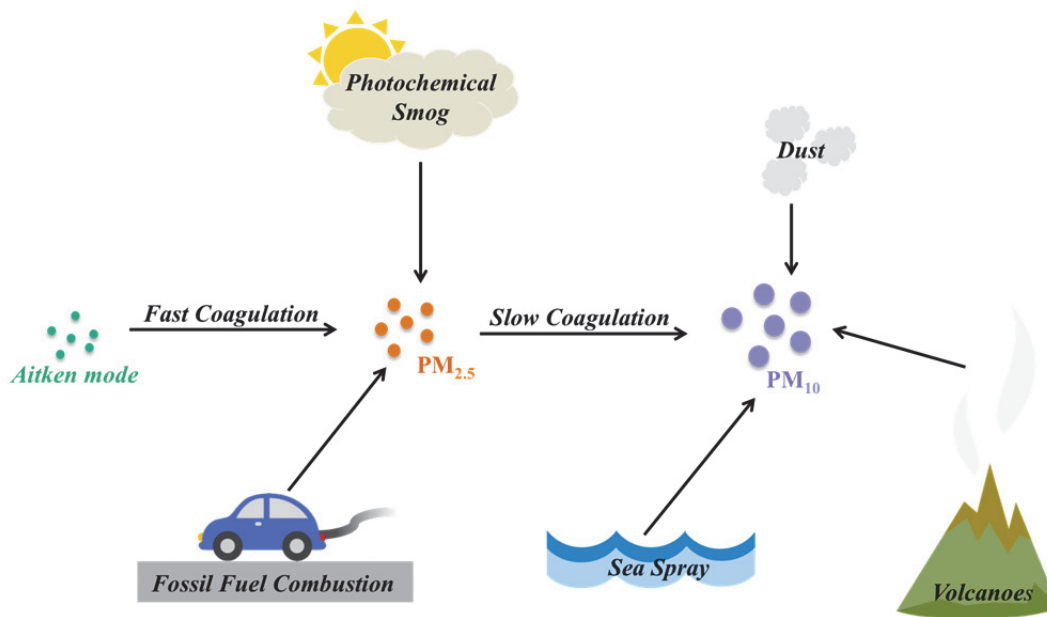 Photochemical
Smog
Dust
Fast Coagulation
Slow Coagulation
Aitken mode
PM2.5
PM10
Fossil Fuel Combustion
Sea Spray
Volcanoes